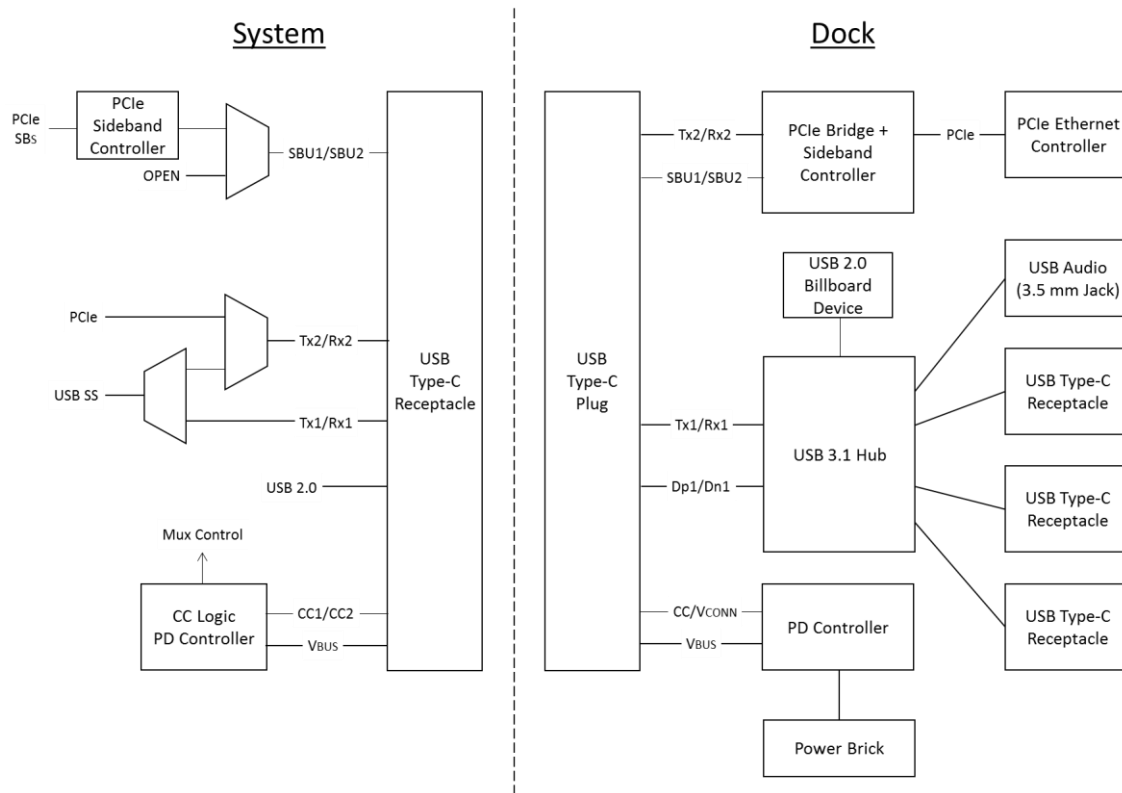 System
PCIe
SBs
PCIe
Sideband
Controller
OPEN
SBU1/SBU2
PCIe
USB SS
Tx2/Rx2
Tx1/Rx1
USB 2.0
Mux Control
CC Logic
PD Controller
CC1/CC2
VBUS
USB
Type-C
Receptacle
Dock
USB
Type-C
Plug
Tx2/Rx2
SBU1/SBU2
PCIe Bridge +
Sideband
Controller
PCIe
PCIe Ethernet
Controller
USB 2.0
Billboard
Device
Tx1/Rx1
Dp1/Dn1
USB 3.1 Hub
USB Audio
(3.5 mm Jack)
USB Type-C
Receptacle
USB Type-C
Receptacle
USB Type-C
Receptacle
CC/VCONN
VBUS
PD Controller
Power Brick